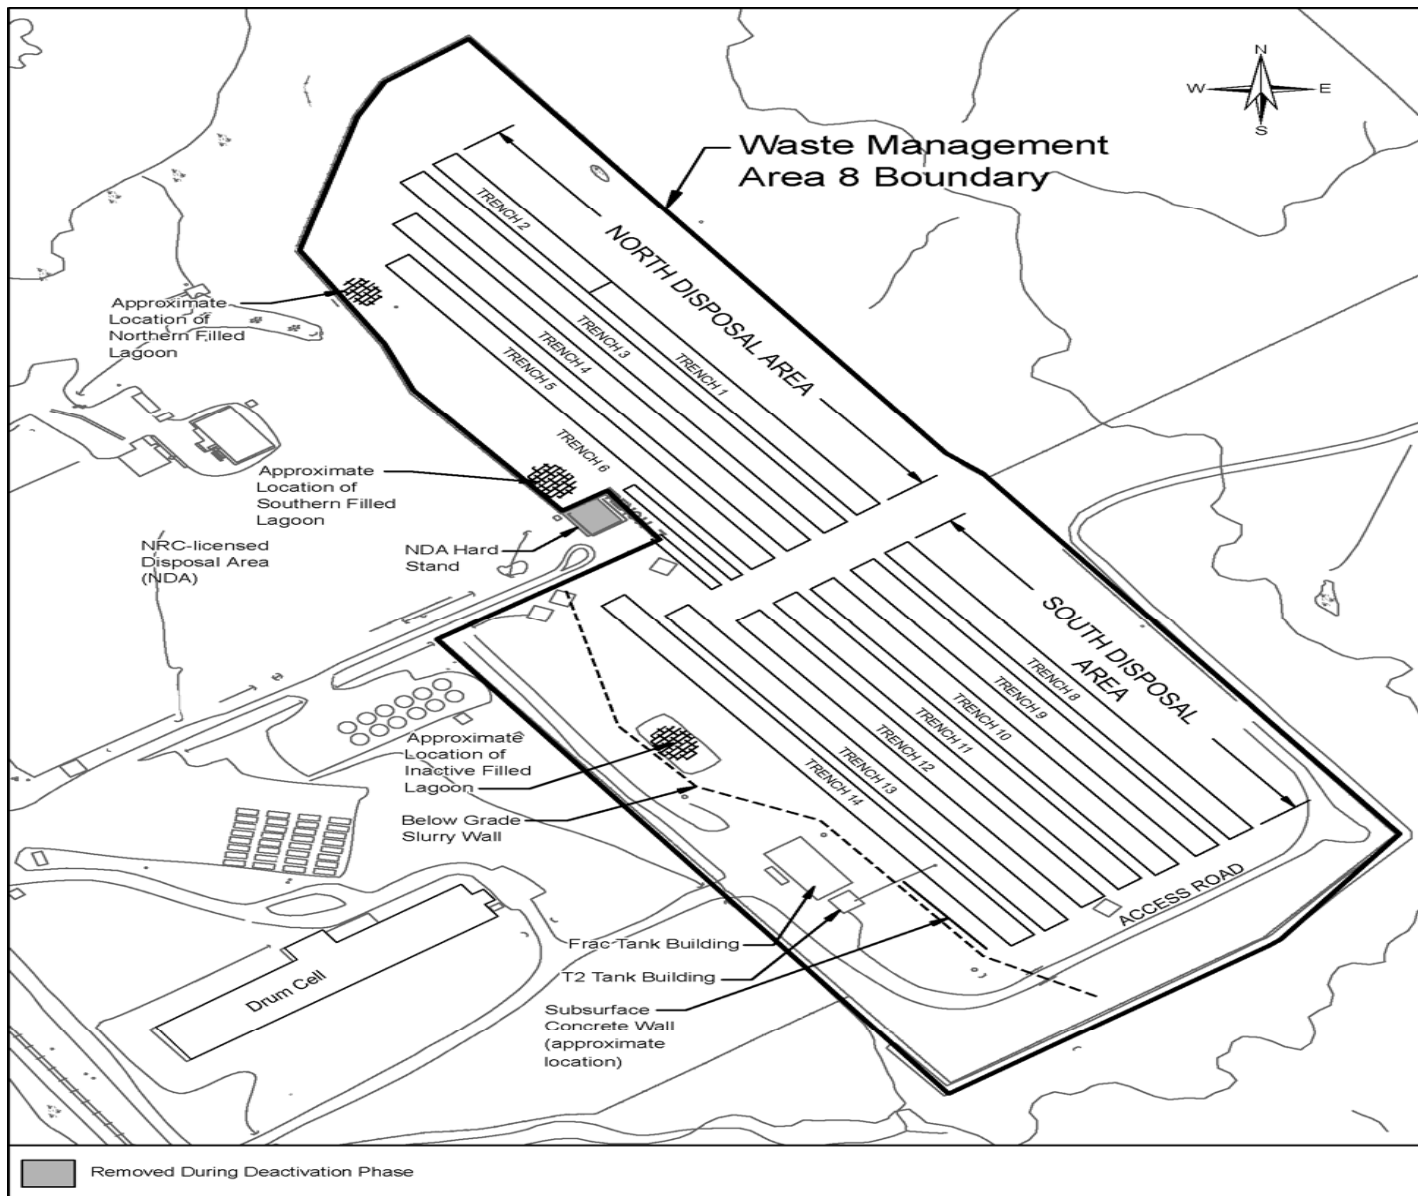 N
W E
S
Waste Management
Area 8 Boundary
NORTH DISPOSAL AREA
TRENCH 2
TRENCH 3
TRENCH 1
TRENCH 4
TRENCH 5
TRENCH 6
Approximate
Location of
Northern Filled
Lagoon
Approximate
Location of
Southern Filled
Lagoon
NRC-licensed
Disposal Area
(NDA)
NDA Hard
Stand
SOUTH DISPOSAL
AREA
TRENCH 8
TRENCH 9
TRENCH 10
TRENCH 11
TRENCH 12
TRENCH 13
TRENCH 14
Approximate
Location of
Inactive Filled
Lagoon
Below Grade
Slurry Wall
ACCESS ROAD
Frac Tank Building
T2 Tank Building
Subsurface
Concrete Wall
(approximate
location)
Drum Cell
Removed During Deactivation Phase